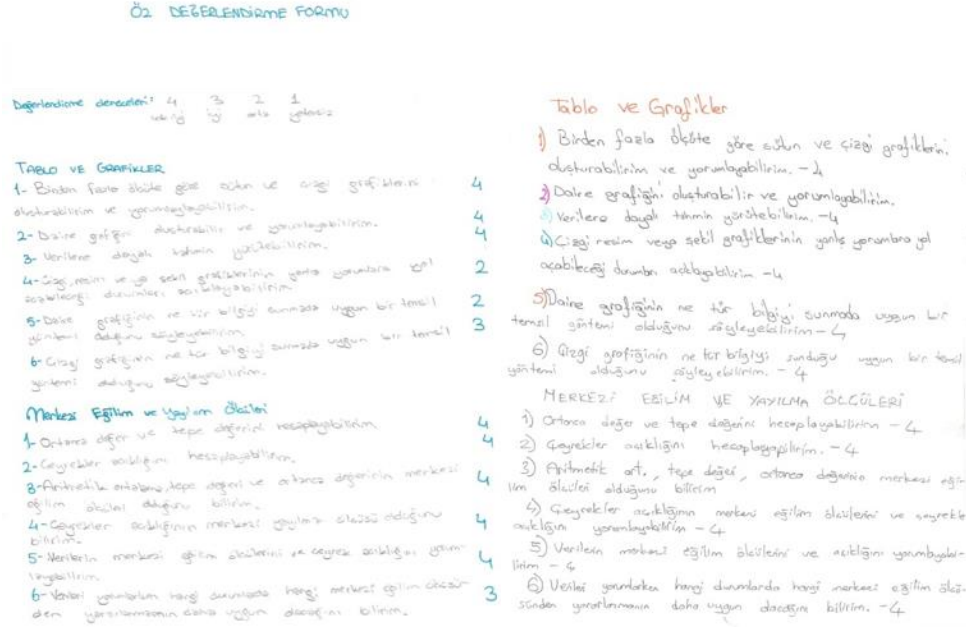 Ö2 DEĞERLENDİRME FORMU
Değerlendirme dereceleri: 4 3 2 1
iyi orta yetersiz
TABLO VE GRAFİKLER
1- Birden fazla ölçüte göre sütun ve çizgi grafiklerini 4
oluşturabilirim ve yorumlayabilirim.
2- Daire grafiğini oluşturabilir ve yorumlayabilirim. 4
3- Verilere dayalı tahmin yürütebilirim. 4
4- Çizgi, resim veya şekil grafiklerinin yanlış yorumlara yol 2
açabileceği durumları açıklayabilirim.
5- Daire grafiğinin ne tür bilgiyi sunmada uygun bir temsil 2
yöntemi olduğunu söyleyebilirim. 3
6- Çizgi grafiğinin ne tür bilgiyi sunmada uygun bir temsil
yöntemi olduğunu söyleyebilirim.
Merkezi Eğilim ve Yayılım Ölçüleri
1- Ortanca değer ve tepe değerini hesaplayabilirim. 4
2- Çeyrekler açıklığını hesaplayabilirim. 4
3- Aritmetik ortalama, tepe değeri ve ortanca değerinin merkezi 4
eğilim ölçüleri olduğunu bilirim.
4- Çeyrekler açıklığının merkezi yayılma ölçüsü olduğunu 4
bilirim.
5- Verilerin merkezi eğilim ölçülerini ve çeyrek açıklığını yorum- 4
layabilirim.
6- Verileri yorumlarken hangi durumlarda hangi merkezi eğilim ölçüsün- 3
den yararlanmanın daha uygun olacağını bilirim.
Tablo ve Grafikler
1) Birden fazla ölçüte göre sütun ve çizgi grafiklerini
oluşturabilirim ve yorumlayabilirim. - 4
2) Daire grafiğini oluşturabilir ve yorumlayabilirim.
3) Verilere dayalı tahmin yürütebilirim. - 4
4) Çizgi resim veya şekil grafiklerinin yanlış yorumlara yol
açabileceği durumları açıklayabilirim - 4
5) Daire grafiğinin ne tür bilgiyi sunmada uygun bir
temsil yöntemi olduğunu söyleyebilirim - 4
6) Çizgi grafiğinin ne tür bilgiyi sunduğu uygun bir temsil
yöntemi olduğunu söyleyebilirim. - 4
MERKEZİ EĞİLİM VE YAYILMA ÖLÇÜLERİ
1) Ortanca değer ve tepe değerini hesaplayabilirim - 4
2) Çeyrekler açıklığını hesaplayapilirim. - 4
3) Aritmetik ort., tepe değeri, ortanca değerinin merkezi eği-
lim ölçüleri olduğunu bilirim
4) Çeyrekler açıklığının merkezi eğilim ölçülerini ve çeyrekle
açıklığını yorumlayabilirim - 4
5) Verilerin merkezi eğilim ölçülerini ve açıklığını yorumlayabi-
lirim - 4
6) Verileri yorumlarken hangi durumlarda hangi merkezi eğilim ölçü-
sünden yararlanmanın daha uygun olacağını bilirim. - 4